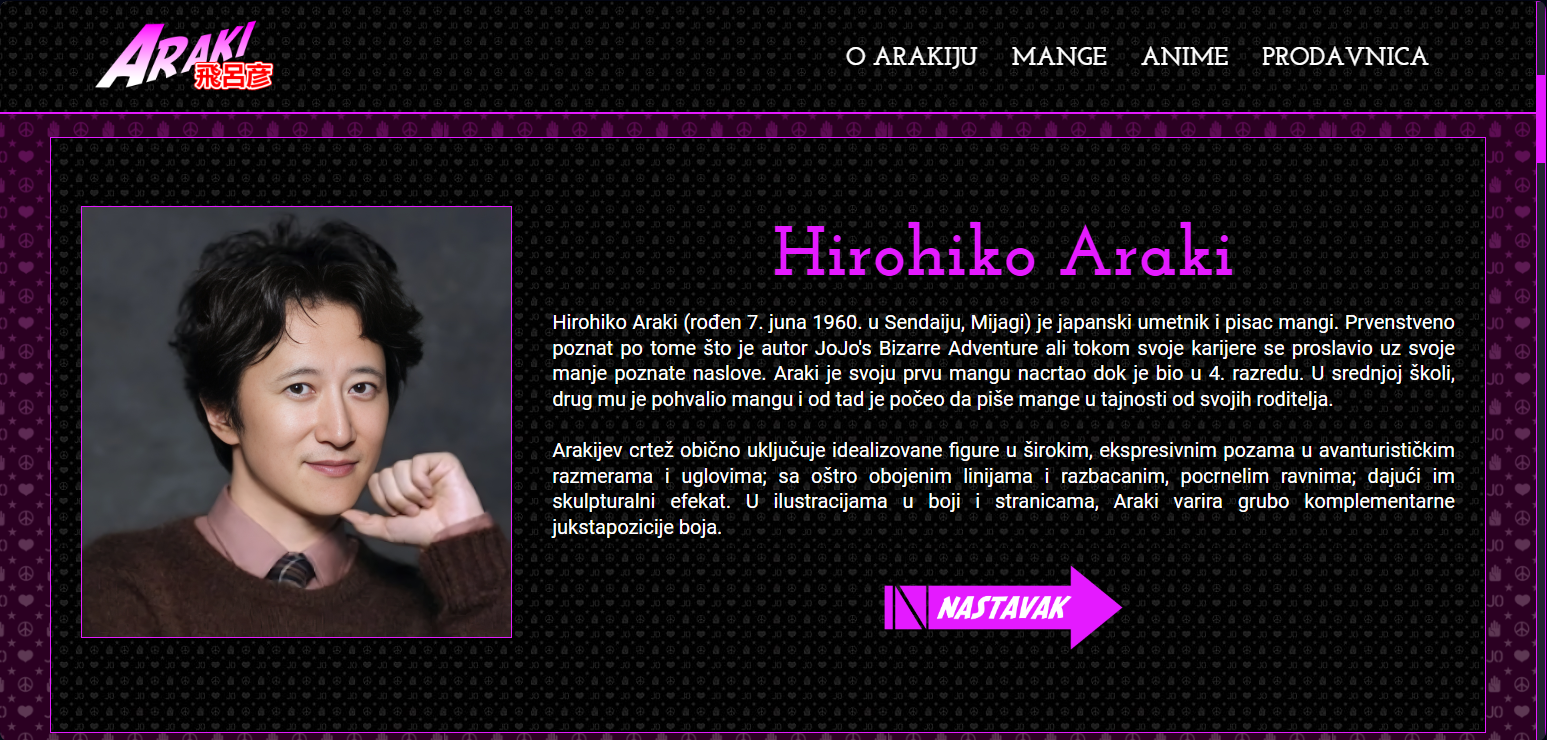 ARAKI
飛呂彦
O ARAKIJU MANGE ANIME PRODAVNICA
Hirohiko Araki
Hirohiko Araki (rođen 7. juna 1960. u Sendaiju, Mijagi) je japanski umetnik i pisac mangi. Prvenstveno
poznat po tome što je autor JoJo's Bizarre Adventure ali tokom svoje karijere se proslavio uz svoje
manje poznate naslove. Araki je svoju prvu mangu nacrtao dok je bio u 4. razredu. U srednjoj školi,
drug mu je pohvalio mangu i od tad je počeo da piše mange u tajnosti od svojih roditelja.
Arakijev crtež obično uključuje idealizovane figure u širokim, ekspresivnim pozama u avanturističkim
razmerama i uglovima; sa oštro obojenim linijama i razbacanim, pocrnelim ravnima; dajući im
skulpturalni efekat. U ilustracijama u boji i stranicama, Araki varira grubo komplementarne
jukstapozicije boja.
NASTAVAK